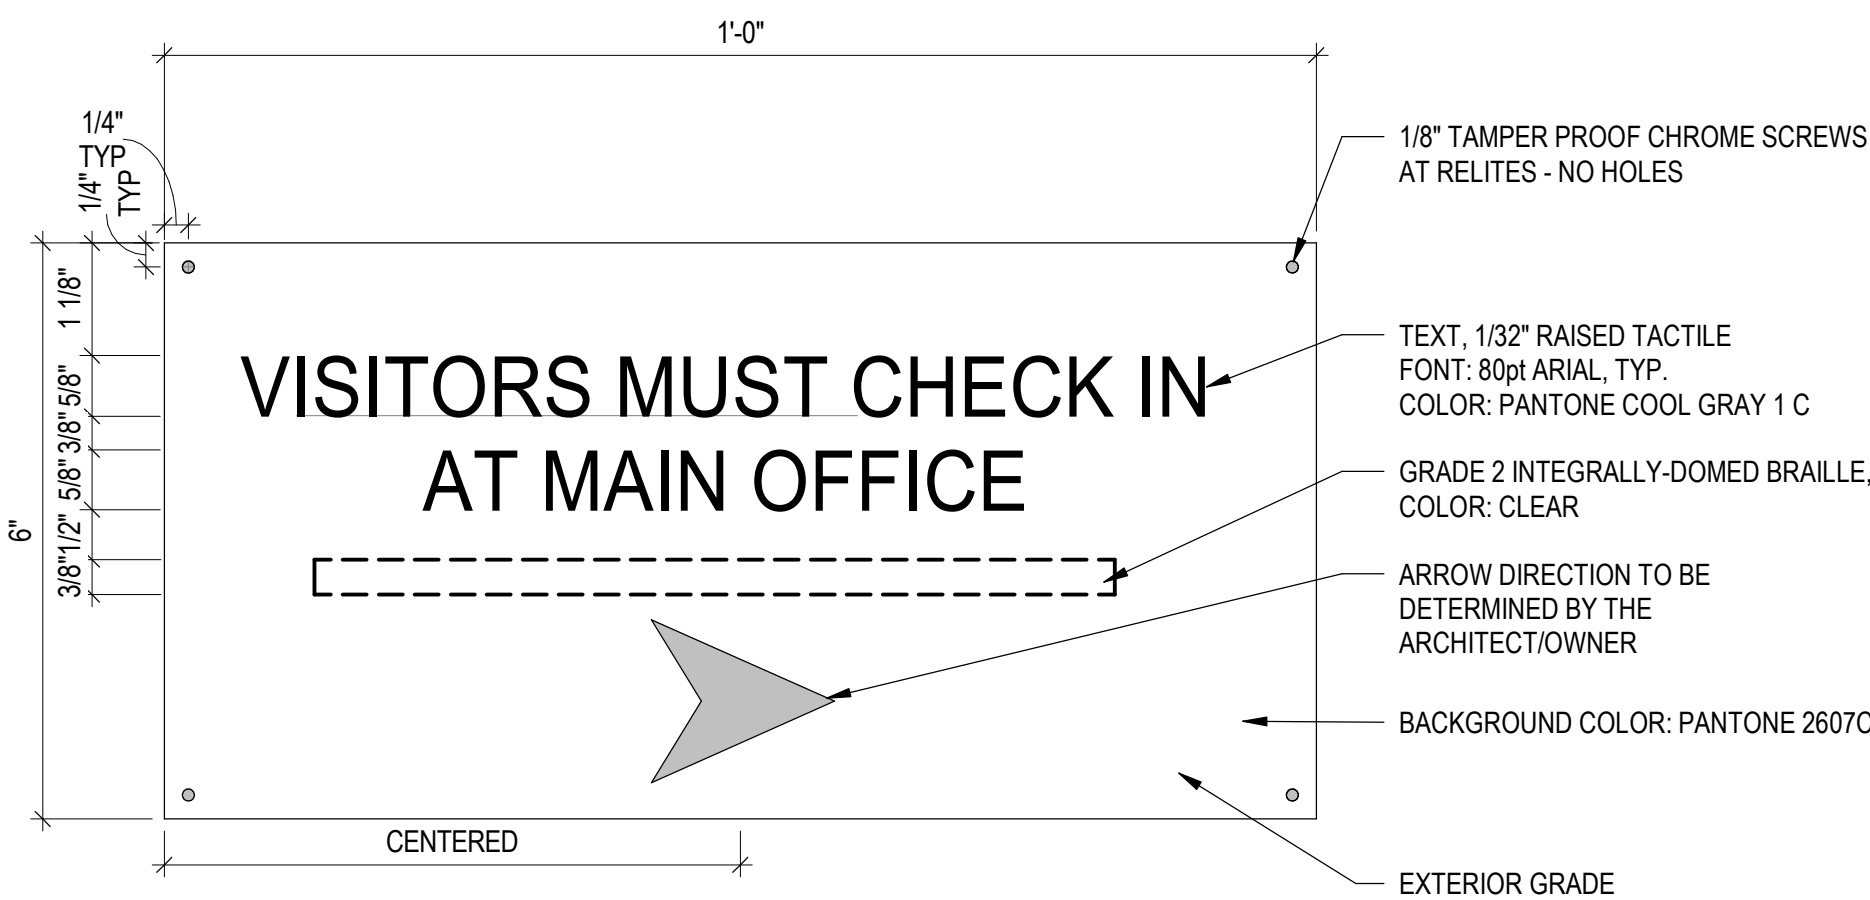 1'-0"
1/4"
TYP
1/4"
TYP
1/8" TAMPER PROOF CHROME SCREWS
AT RELITES - NO HOLES
1 1/8"
5/8"
3/8"
5/8"
1/2"
3/8"
6"
VISITORS MUST CHECK IN
AT MAIN OFFICE
TEXT, 1/32" RAISED TACTILE
FONT: 80pt ARIAL, TYP.
COLOR: PANTONE COOL GRAY 1 C
GRADE 2 INTEGRALLY-DOMED BRAILLE,
COLOR: CLEAR
ARROW DIRECTION TO BE
DETERMINED BY THE
ARCHITECT/OWNER
BACKGROUND COLOR: PANTONE 2607C
EXTERIOR GRADE
CENTERED